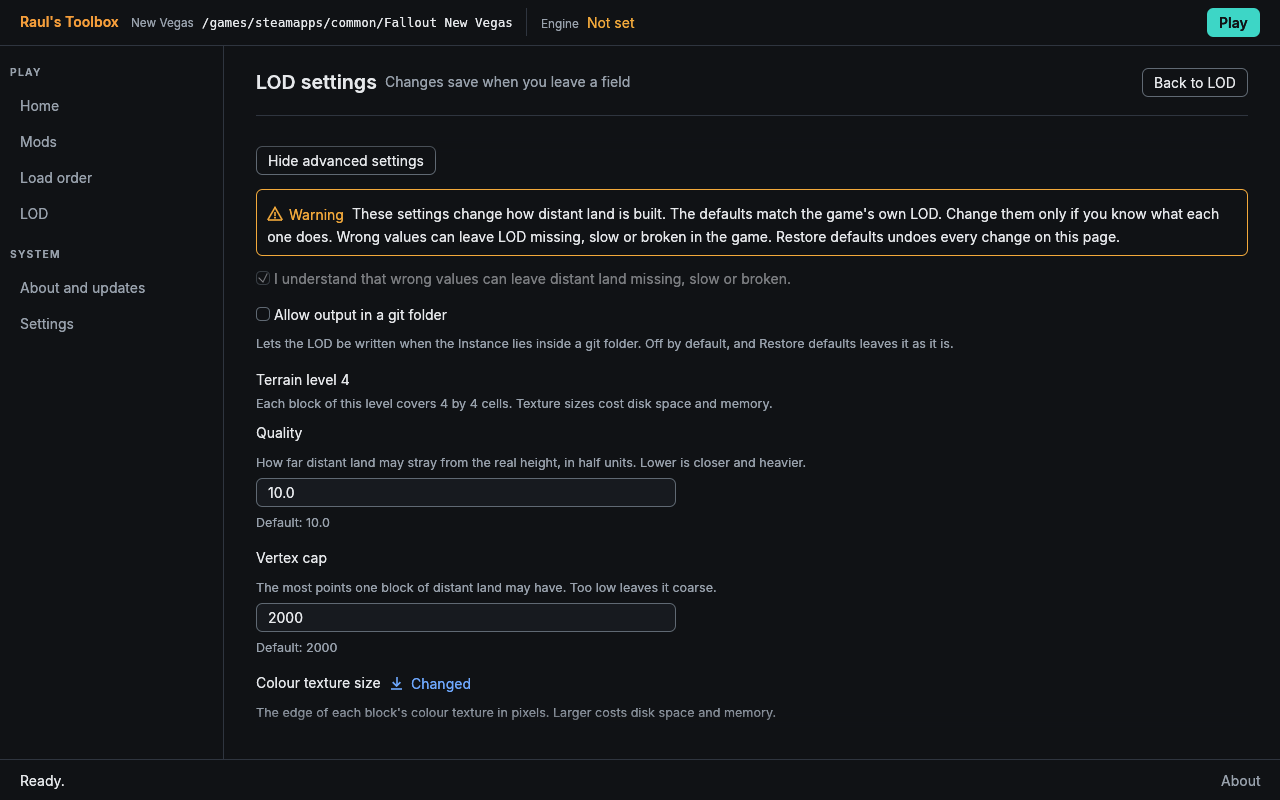 Raul's Toolbox New Vegas /games/steamapps/common/Fallout New Vegas Engine Not set Play
PLAY
Home
Mods
Load order
LOD
SYSTEM
About and updates
Settings
LOD settings Changes save when you leave a field Back to LOD
Hide advanced settings
Warning These settings change how distant land is built. The defaults match the game's own LOD. Change them only if you know what each
one does. Wrong values can leave LOD missing, slow or broken in the game. Restore defaults undoes every change on this page.
I understand that wrong values can leave distant land missing, slow or broken.
Allow output in a git folder
Lets the LOD be written when the Instance lies inside a git folder. Off by default, and Restore defaults leaves it as it is.
Terrain level 4
Each block of this level covers 4 by 4 cells. Texture sizes cost disk space and memory.
Quality
How far distant land may stray from the real height, in half units. Lower is closer and heavier.
10.0
Default: 10.0
Vertex cap
The most points one block of distant land may have. Too low leaves it coarse.
2000
Default: 2000
Colour texture size Changed
The edge of each block's colour texture in pixels. Larger costs disk space and memory.
Ready. About